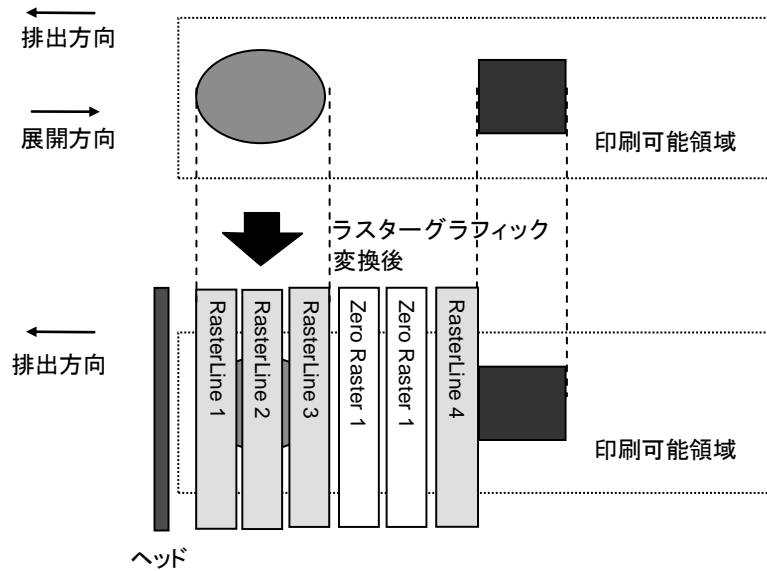 排出方向
展開方向
印刷可能領域
ラスターグラフィック
変換後
排出方向
RasterLine 1
RasterLine 2
RasterLine 3
Zero Raster 1
Zero Raster 1
RasterLine 4
印刷可能領域
ヘッド